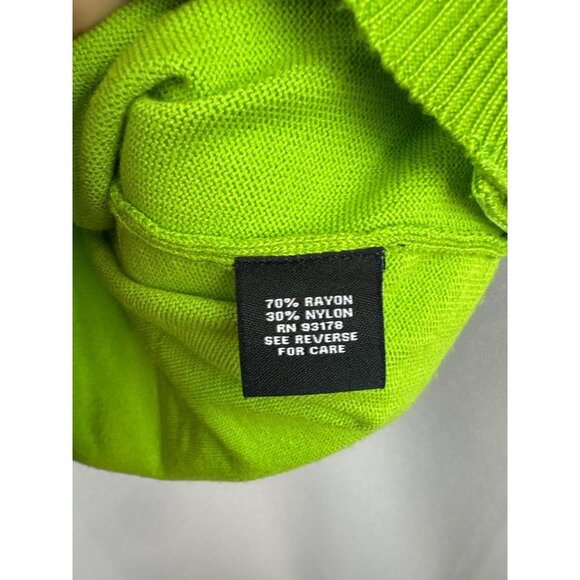 70% RAYON
30% NYLON
RN 93178
SEE REVERSE
FOR CARE